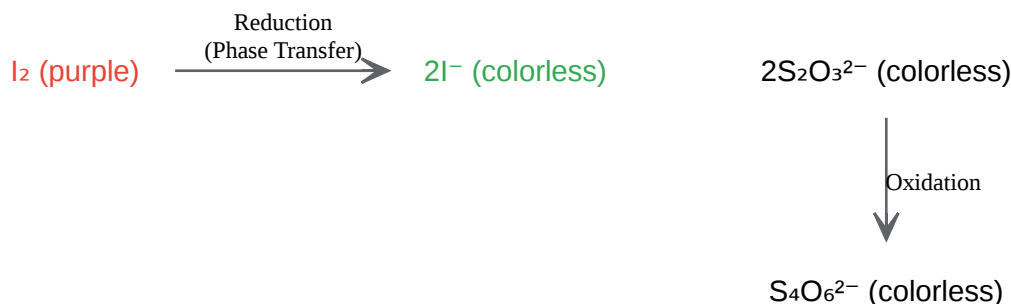 Reduction
(Phase Transfer)
I₂ (purple)
2I⁻ (colorless)
2S₂O₃²⁻ (colorless)
Oxidation
S₄O₆²⁻ (colorless)